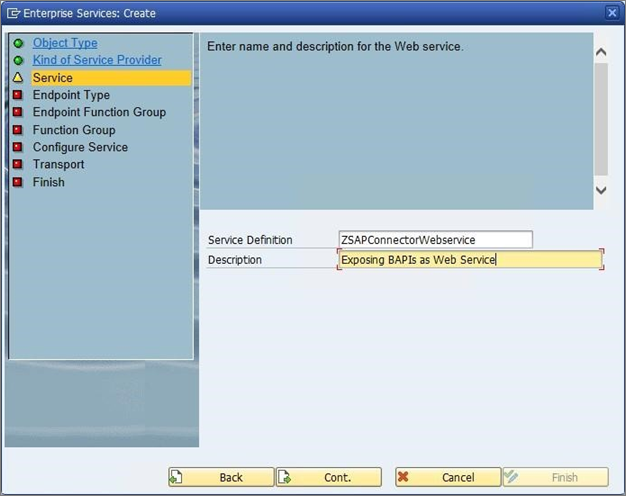 Enterprise Services: Create
Object Type
Kind of Service Provider
Service
Endpoint Type
Endpoint Function Group
Function Group
Configure Service
Transport
Finish
Enter name and description for the Web service.
Service Definition ZSAPConnectorWebservice
Description Exposing BAPIs as Web Service
Back Cont. Cancel Finish